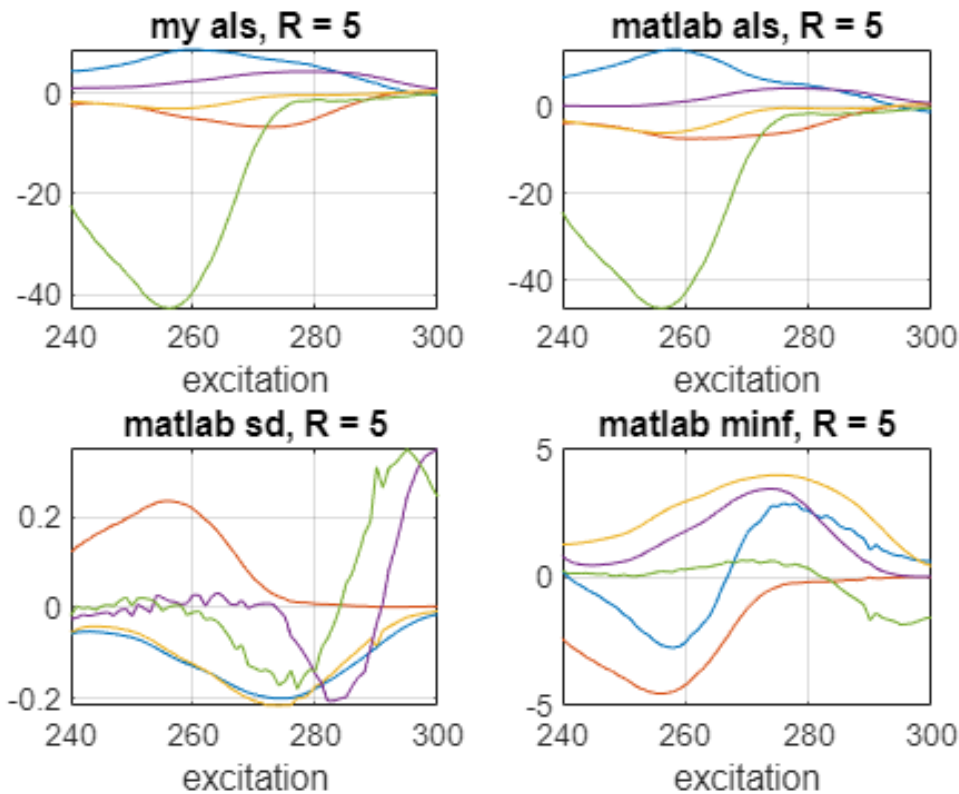 my als, R = 5
0
-20
-40
240 260 280 300
excitation
matlab als, R = 5
0
-20
-40
240 260 280 300
excitation
matlab sd, R = 5
0.2
0
-0.2
240 260 280 300
excitation
matlab minf, R = 5
5
0
-5
240 260 280 300
excitation